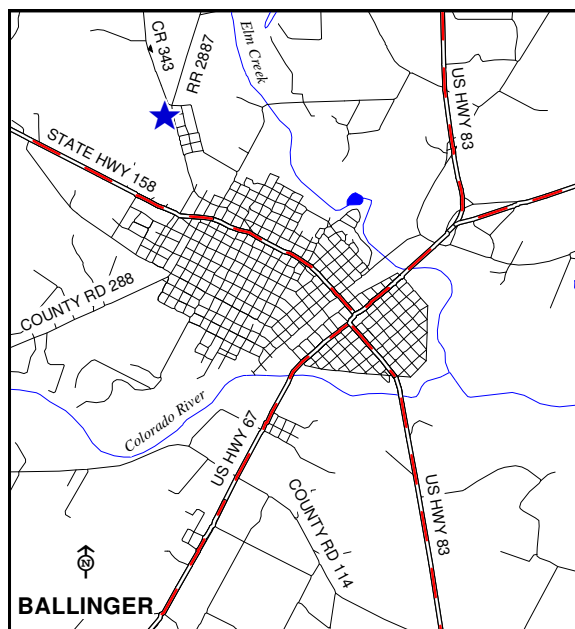 CR 343
RR 2887
Elm Creek
US HWY 83
STATE HWY 158
COUNTY RD 288
Colorado River
US HWY 67
COUNTY RD 114
US HWY 83
N
BALLINGER